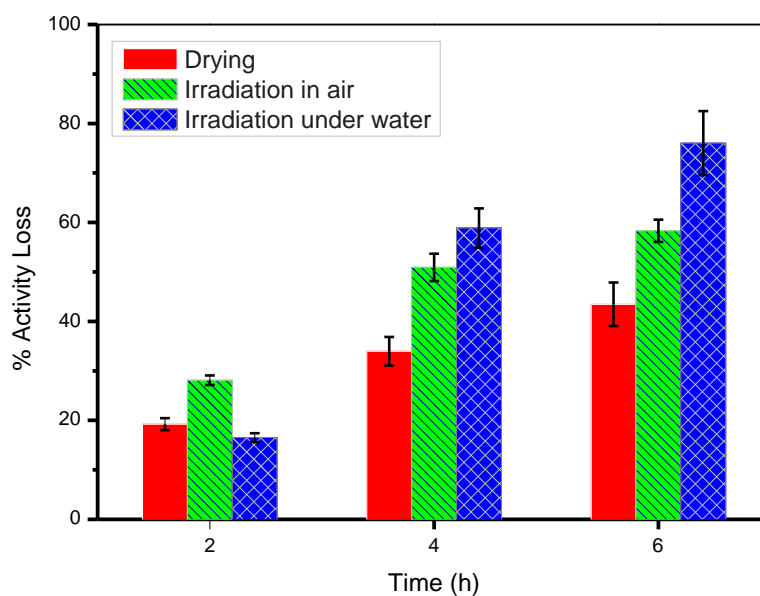 100
80
60
40
20
0
% Activity Loss
Drying
Irradiation in air
Irradiation under water
2
4
6
Time (h)